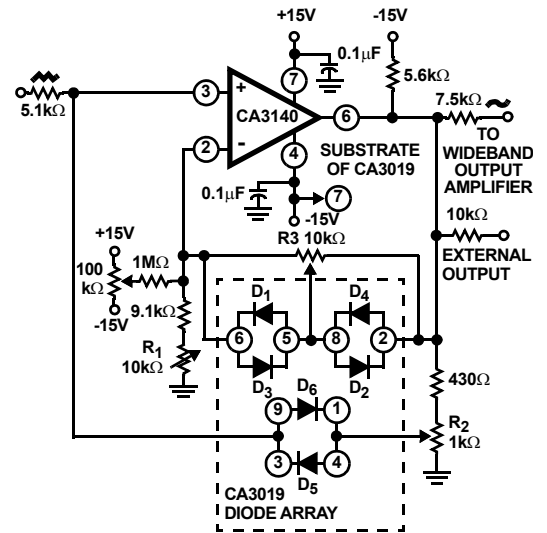 +15V
-15V
0.1µF
5.6kΩ
7
5.1kΩ
3
+
CA3140
6
7.5kΩ
TO
WIDEBAND
OUTPUT
AMPLIFIER
2
-
4
SUBSTRATE
OF CA3019
0.1µF
7
-15V
10kΩ
EXTERNAL
OUTPUT
R3 10kΩ
+15V
1MΩ
100
kΩ
-15V
9.1kΩ
R1
10kΩ
D1
D4
6
5
8
2
D3
D2
D6
9
1
430Ω
R2
1kΩ
3
4
D5
CA3019
DIODE ARRAY